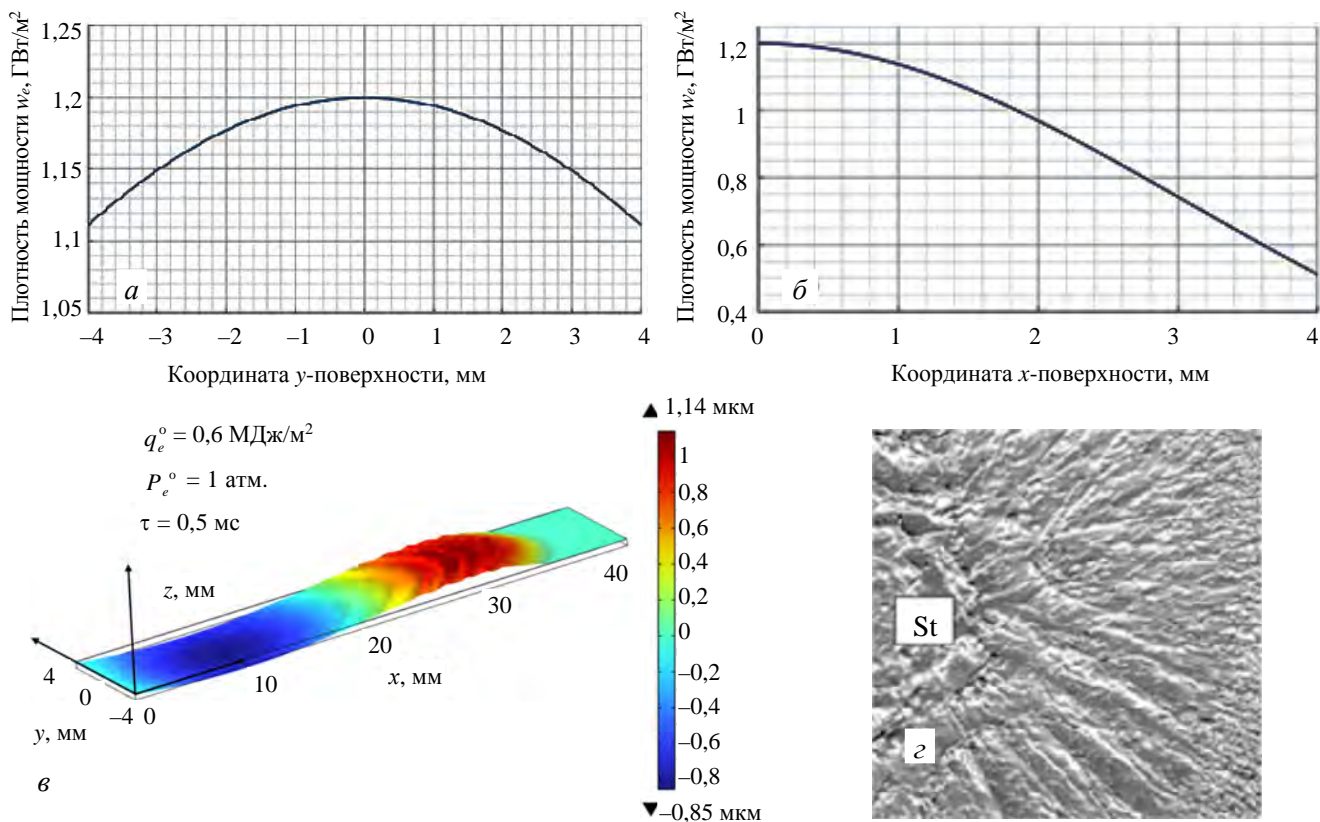 Плотность мощности wₑ, ГВт/м²
1,25
1,2
1,15
1,1
1,05
а
–4 –3 –2 –1 0 1 2 3 4
Координата y-поверхности, мм
Плотность мощности wₑ, ГВт/м²
1,2
1
0,8
0,6
0,4
б
0 1 2 3 4
Координата x-поверхности, мм
qₑ° = 0,6 МДж/м²
Pₑ° = 1 атм.
τ = 0,5 мс
z, мм
4
0
–4
y, мм
0
10
20
30
40
x, мм
в
1,14 мкм
1
0,8
0,6
0,4
0,2
0
–0,2
–0,4
–0,6
–0,8
–0,85 мкм
St
г